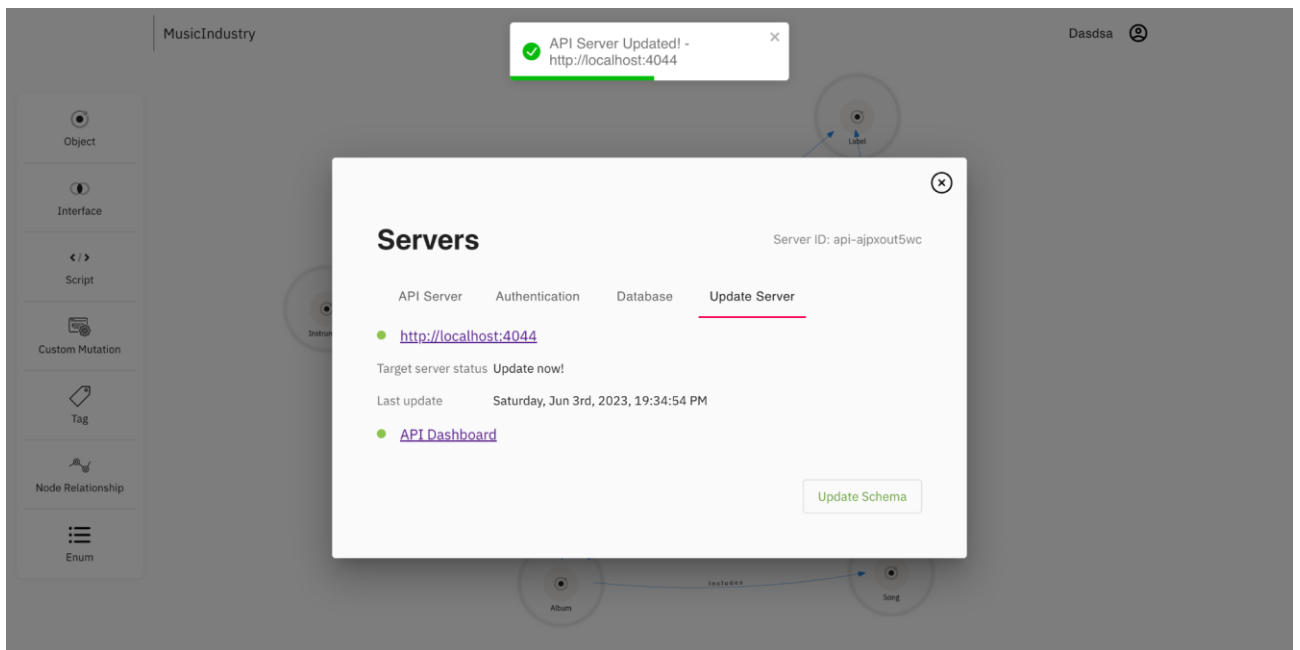 MusicIndustry
API Server Updated! -
http://localhost:4044
Dasdsa
Object
Interface
Script
Custom Mutation
Tag
Node Relationship
Enum
Label
Servers
Server ID: api-ajpxout5wc
API Server
Authentication
Database
Update Server
http://localhost:4044
Target server status Update now!
Last update Saturday, Jun 3rd, 2023, 19:34:54 PM
API Dashboard
Update Schema
Album
includes
Song